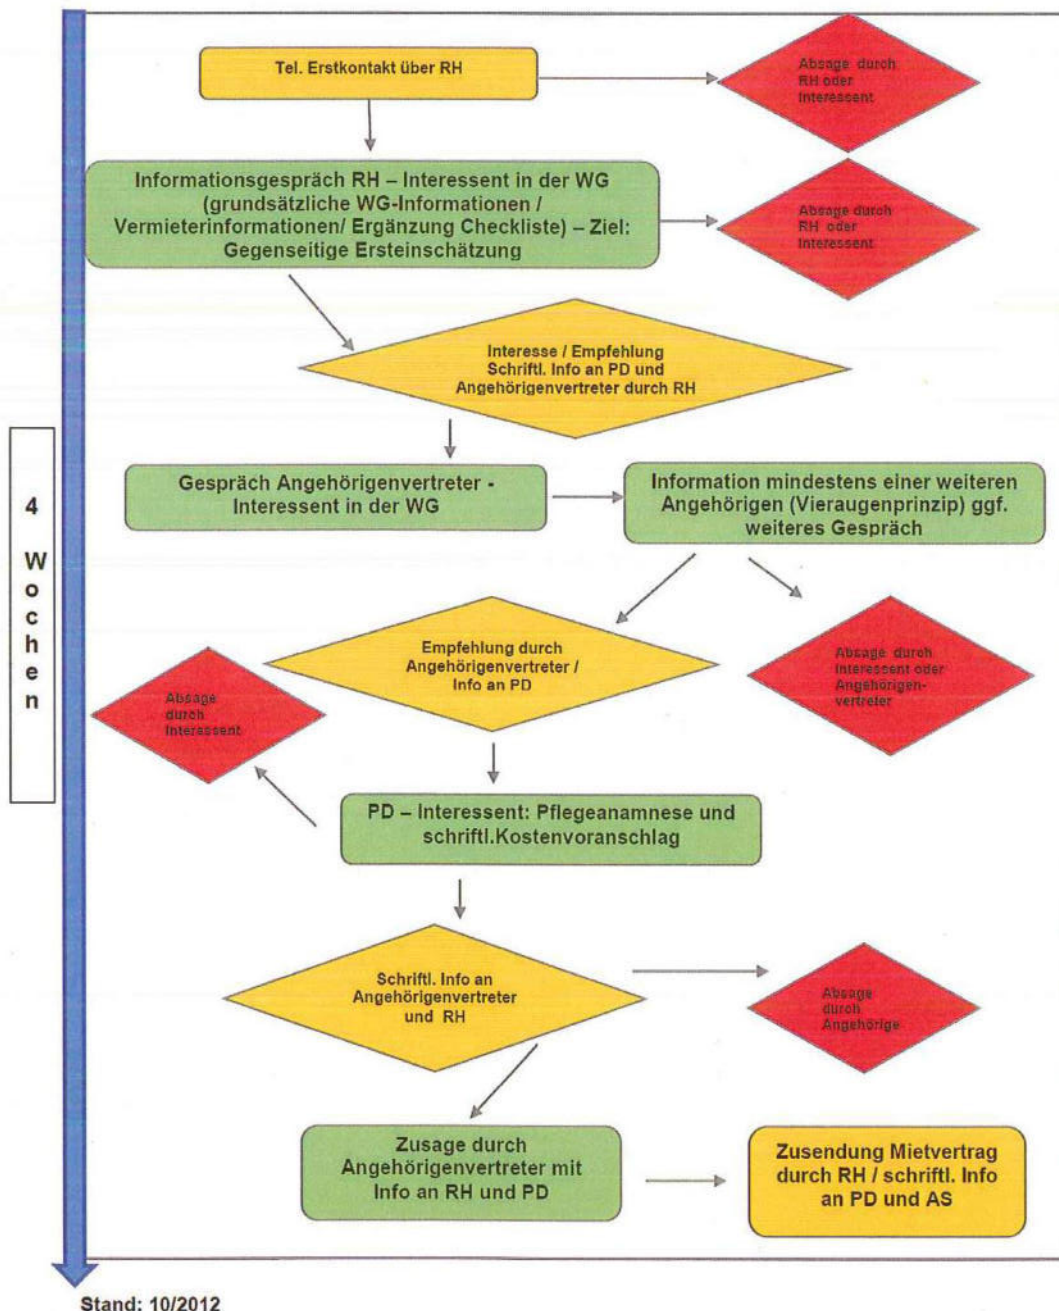 Tel. Erstkontakt über RH
Absage durch
RH oder
Interessent
Informationsgespräch RH – Interessent in der WG
(grundsätzliche WG-Informationen /
Vermieterinformationen/ Ergänzung Checkliste) – Ziel:
Gegenseitige Ersteinschätzung
Absage durch
RH oder
Interessent
Interesse / Empfehlung
Schriftl. Info an PD und
Angehörigenvertreter durch RH
Gespräch Angehörigenvertreter -
Interessent in der WG
Information mindestens einer weiteren
Angehörigen (Vieraugenprinzip) ggf.
weiteres Gespräch
4
W
o
c
h
e
n
Empfehlung durch
Angehörigenvertreter /
Info an PD
Absage durch
Interessent oder
Angehörigen-
vertreter
Absage
durch
Interessent
PD – Interessent: Pflegeanamnese und
schriftl.Kostenvoranschlag
Schriftl. Info an
Angehörigenvertreter
und RH
Absage
durch
Angehörige
Zusage durch
Angehörigenvertreter mit
Info an RH und PD
Zusendung Mietvertrag
durch RH / schriftl. Info
an PD und AS
Stand: 10/2012